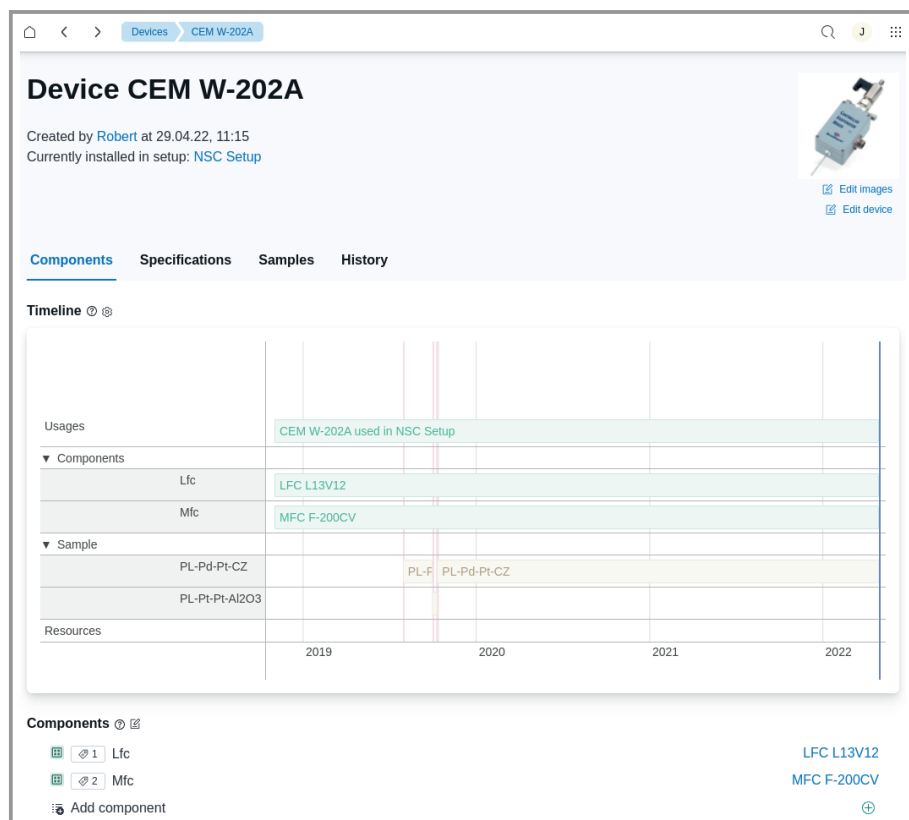 Devices CEM W-202A J
Device CEM W-202A
Created by Robert at 29.04.22, 11:15
Currently installed in setup: NSC Setup
Edit images
Edit device
Components Specifications Samples History
Timeline
Usages
CEM W-202A used in NSC Setup
▼ Components
Lfc
LFC L13V12
Mfc
MFC F-200CV
▼ Sample
PL-Pd-Pt-CZ
PL-F PL-Pd-Pt-CZ
PL-Pt-Pt-Al2O3
Resources
2019 2020 2021 2022
Components
1 Lfc LFC L13V12
2 Mfc MFC F-200CV
Add component